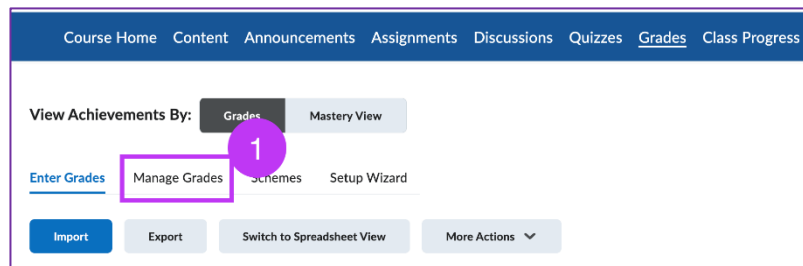 Course Home Content Announcements Assignments Discussions Quizzes Grades Class Progress
View Achievements By: Grades Mastery View
1
Enter Grades Manage Grades Schemes Setup Wizard
Import Export Switch to Spreadsheet View More Actions